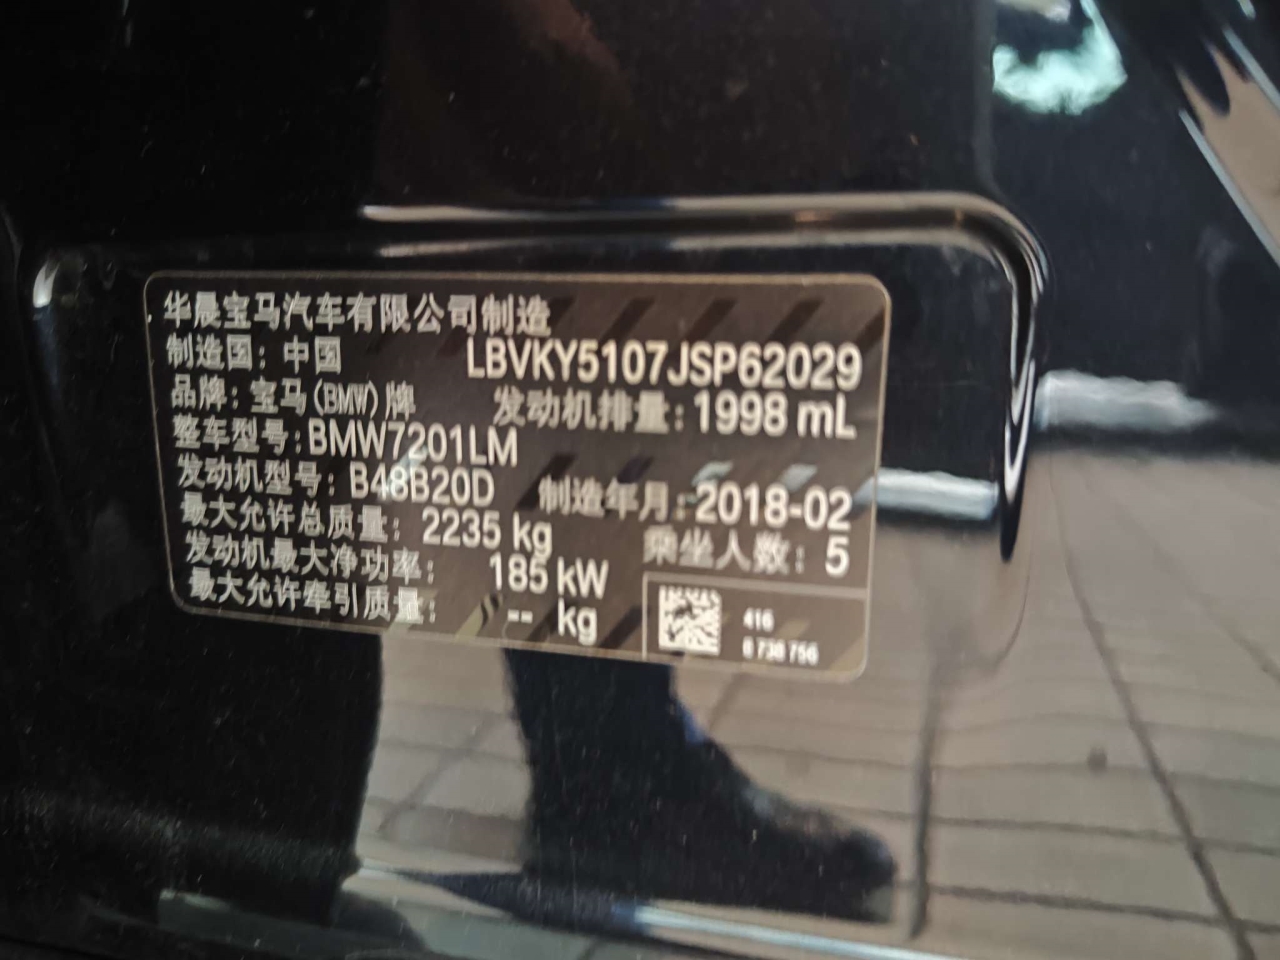 华晨宝马汽车有限公司制造
制造国：中国
LBVKY5107JSP62029
品牌：宝马(BMW)牌
发动机排量：1998 mL
整车型号：BMW7201LM
发动机型号：B48B20D
制造年月：2018-02
最大允许总质量：2235 kg
乘坐人数：5
发动机最大净功率：185 kW
最大允许牵引质量：-- kg
416
6 738 756